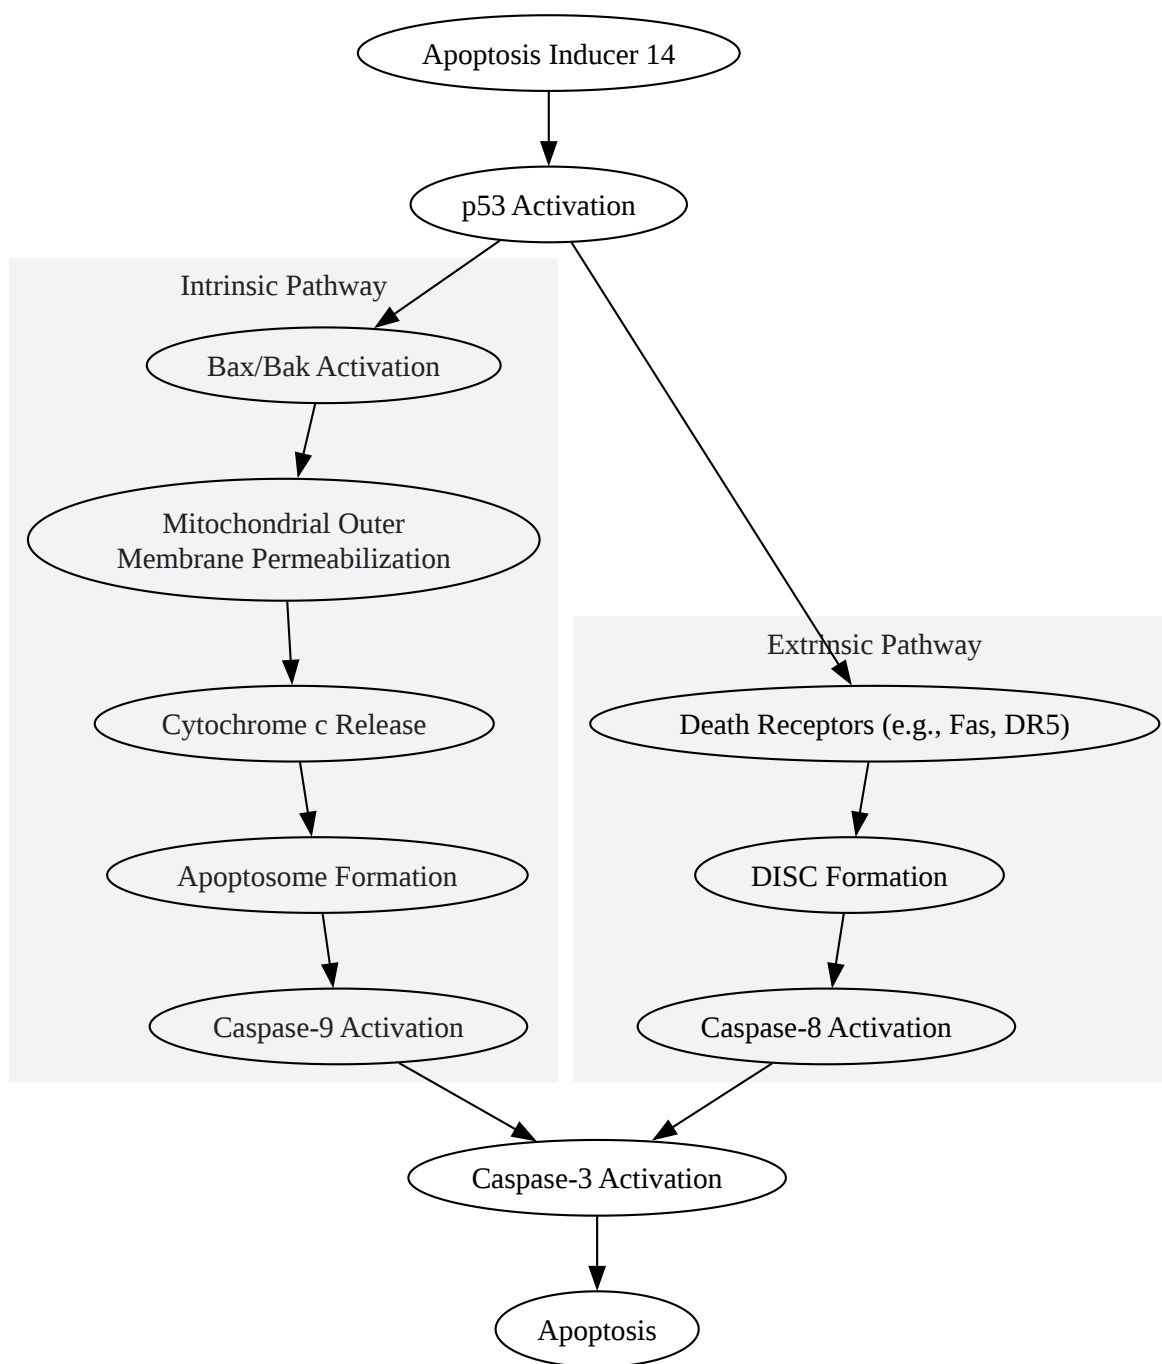 Apoptosis Inducer 14
p53 Activation
Intrinsic Pathway
Bax/Bak Activation
Mitochondrial Outer
Membrane Permeabilization
Cytochrome c Release
Apoptosome Formation
Caspase-9 Activation
Extrinsic Pathway
Death Receptors (e.g., Fas, DR5)
DISC Formation
Caspase-8 Activation
Caspase-3 Activation
Apoptosis